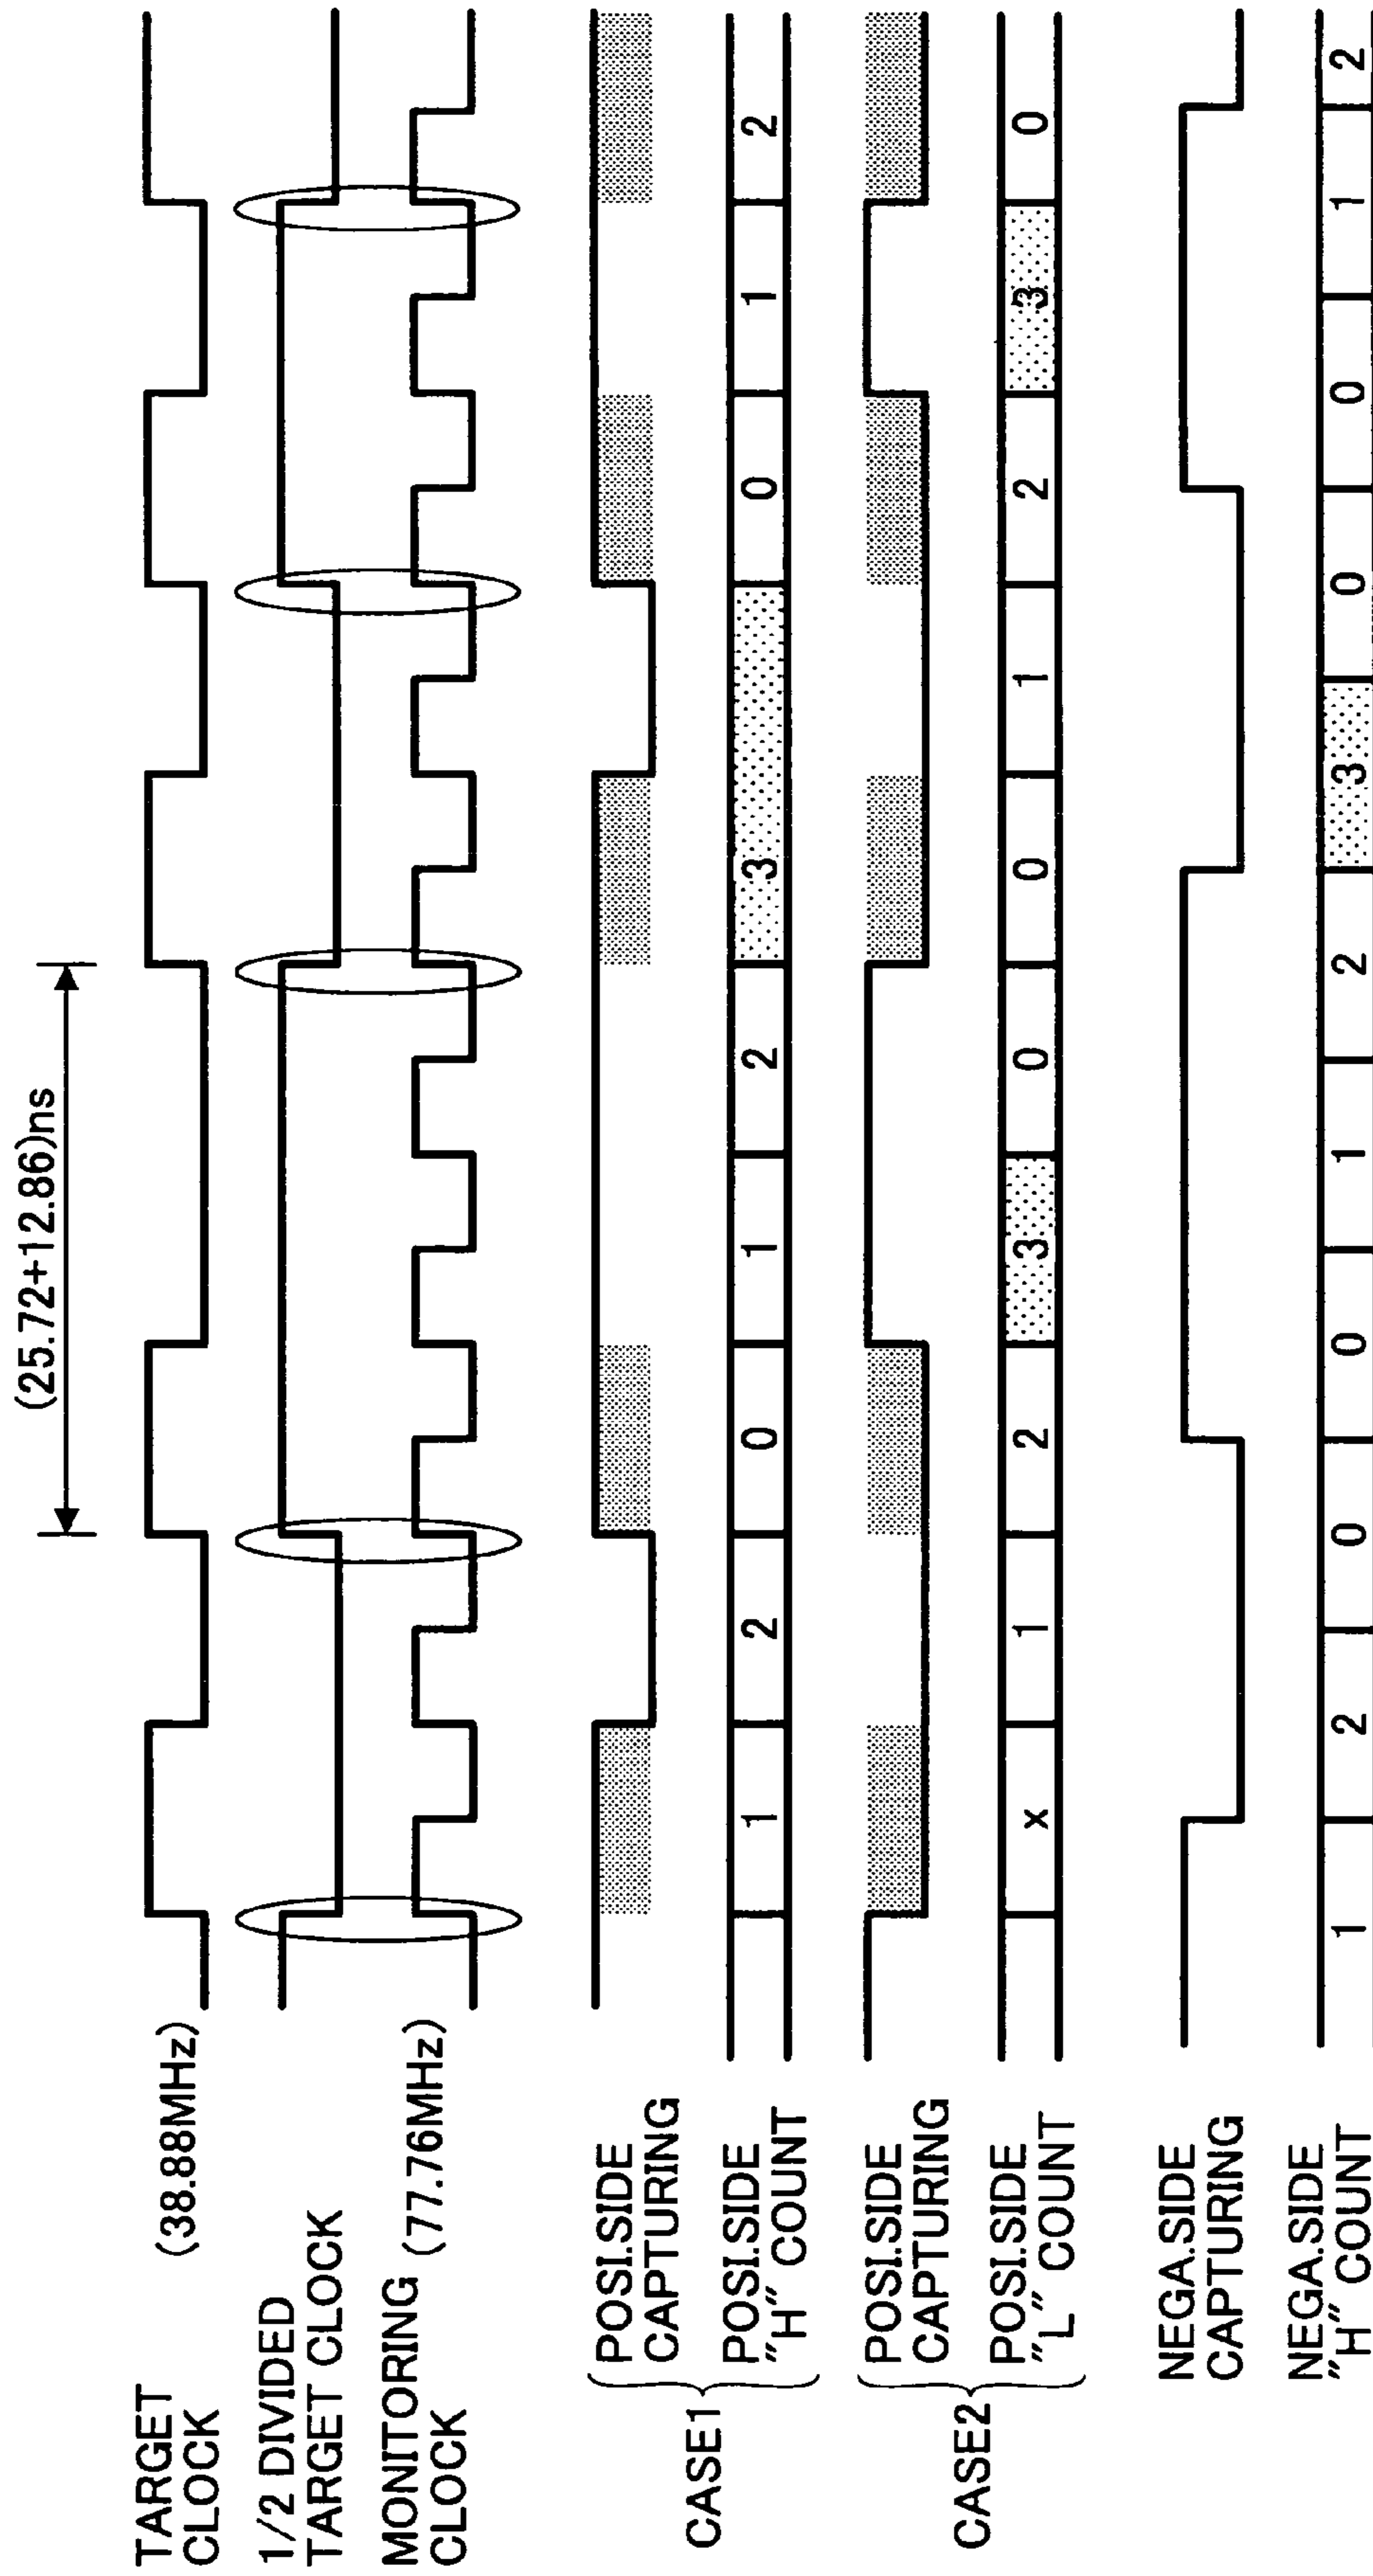 (25.72+12.86)ns
TARGET
CLOCK (38.88MHz)
1/2 DIVIDED
TARGET CLOCK
MONITORING (77.76MHz)
CLOCK
CASE1
POSI.SIDE
CAPTURING
POSI.SIDE
"H" COUNT
1 2 0 1 2 3 0 1 2
CASE2
POSI.SIDE
CAPTURING
POSI.SIDE
"L" COUNT
x 1 2 3 0 0 1 2 3 0
NEGA.SIDE
CAPTURING
NEGA.SIDE
"H" COUNT
1 2 0 0 1 2 3 0 0 1 2